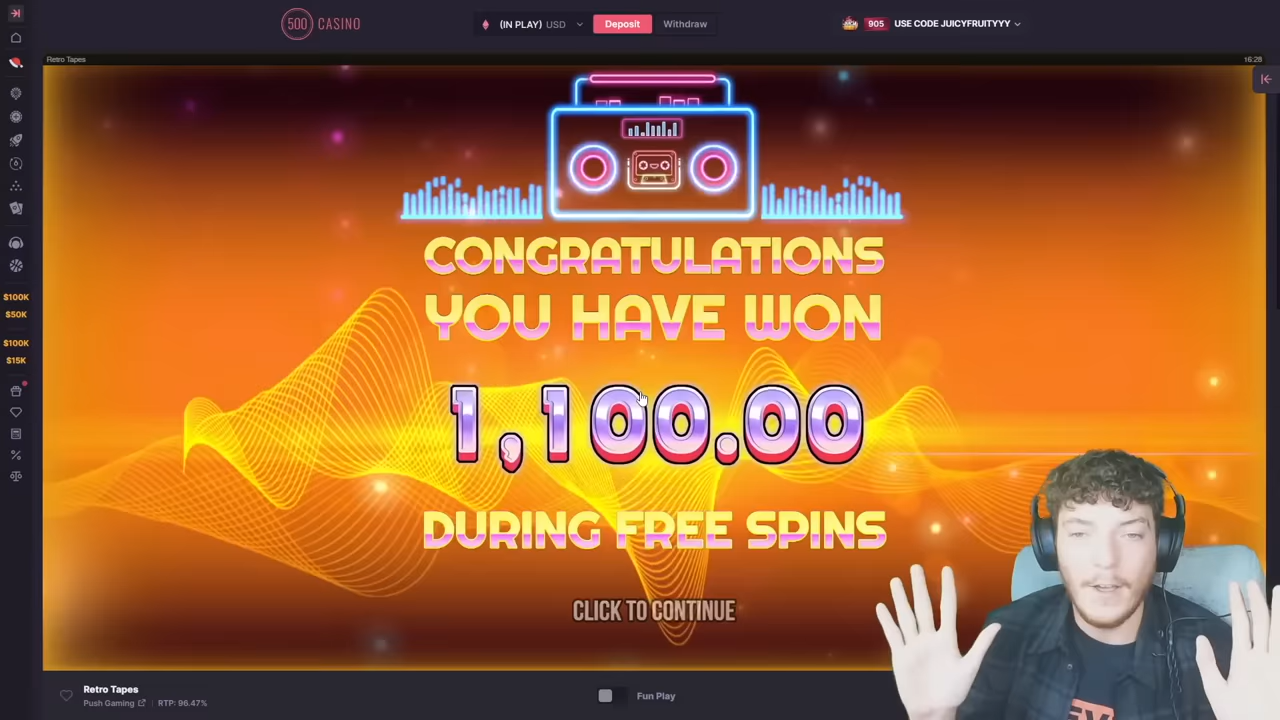 500 CASINO
(IN PLAY) USD
Deposit
Withdraw
905 USE CODE JUICYFRUITYYY
Retro Tapes
16:28
CONGRATULATIONS
YOU HAVE WON
1,100.00
DURING FREE SPINS
CLICK TO CONTINUE
$100K
$50K
$100K
$15K
Retro Tapes
Push Gaming
RTP: 96.47%
Fun Play